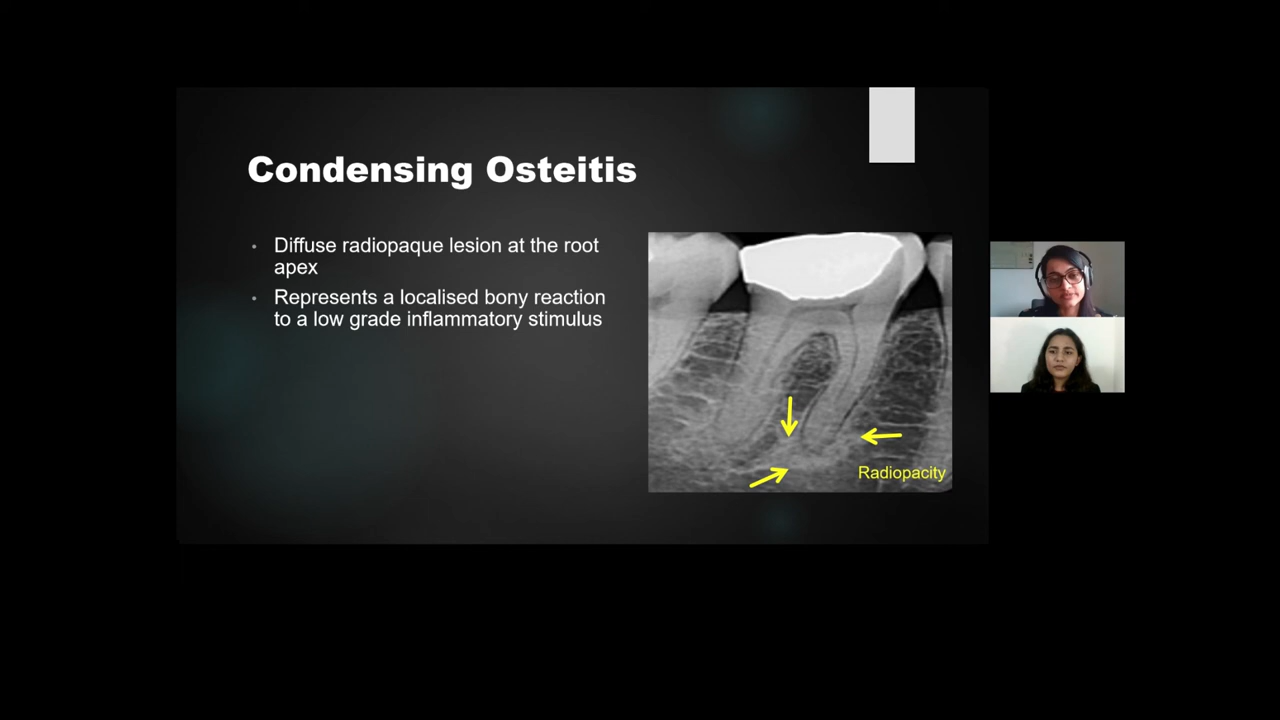 Condensing Osteitis
Diffuse radiopaque lesion at the root
apex
Represents a localised bony reaction
to a low grade inflammatory stimulus
Radiopacity